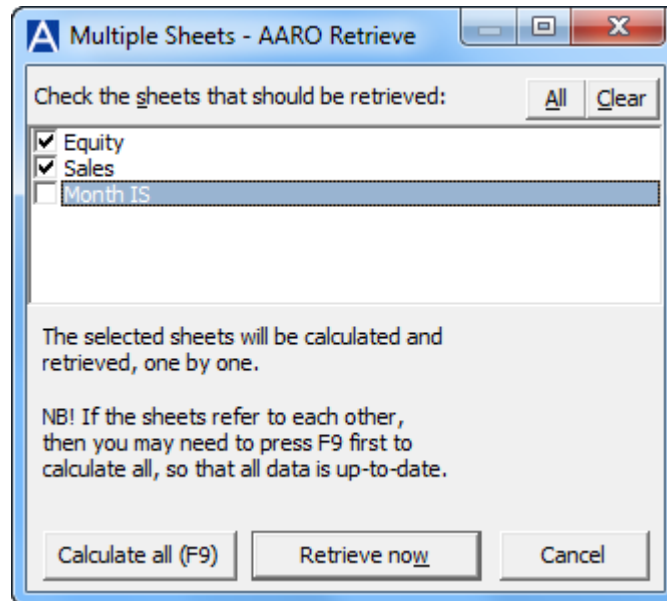 Multiple Sheets - AARO Retrieve
Check the sheets that should be retrieved: All Clear
Equity
Sales
Month IS
The selected sheets will be calculated and
retrieved, one by one.
NB! If the sheets refer to each other,
then you may need to press F9 first to
calculate all, so that all data is up-to-date.
Calculate all (F9) Retrieve now Cancel